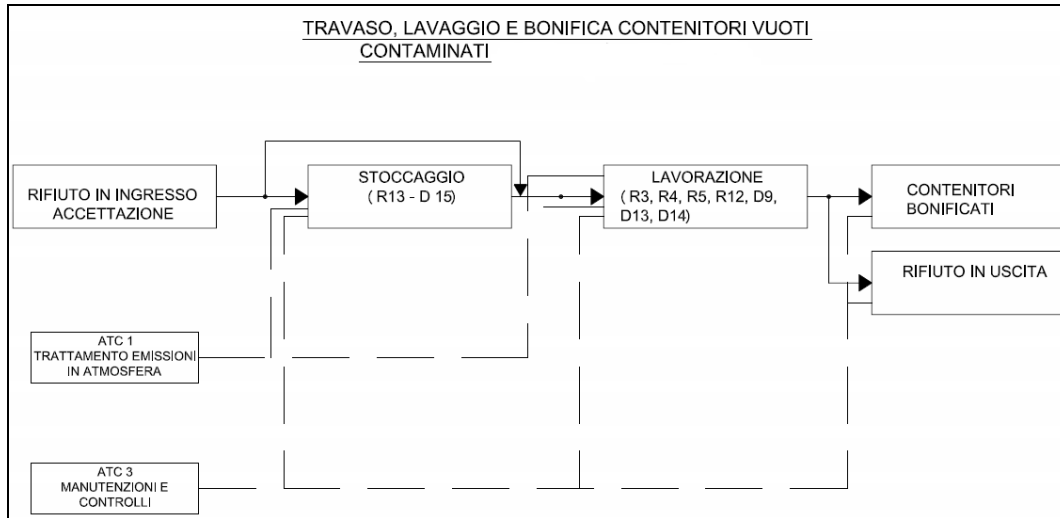 TRAVASO, LAVAGGIO E BONIFICA CONTENITORI VUOTI
CONTAMINATI
RIFIUTO IN INGRESSO
ACCETTAZIONE
STOCCAGGIO
( R13 - D 15)
LAVORAZIONE
( R3, R4, R5, R12, D9,
D13, D14)
CONTENITORI
BONIFICATI
RIFIUTO IN USCITA
ATC 1
TRATTAMENTO EMISSIONI
IN ATMOSFERA
ATC 3
MANUTENZIONI E
CONTROLLI